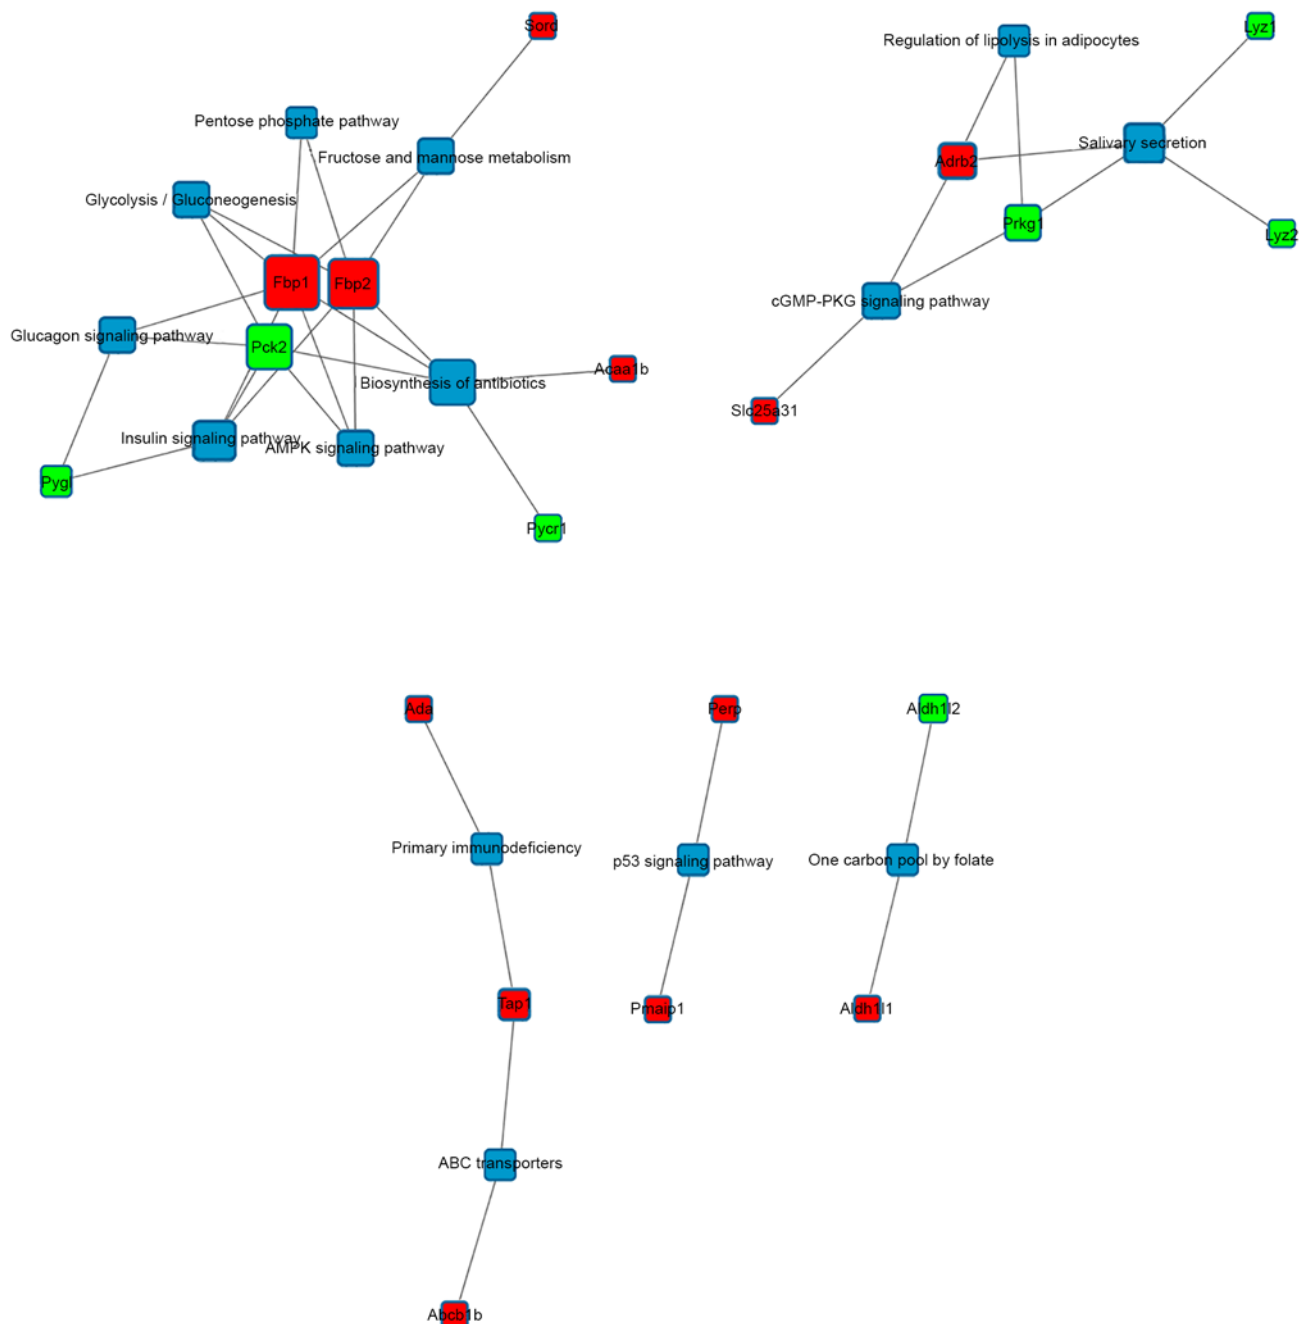 Sord
Pentose phosphate pathway
Fructose and mannose metabolism
Glycolysis / Gluconeogenesis
Fbp1
Fbp2
Glucagon signaling pathway
Pck2
Biosynthesis of antibiotics
Acaa1b
Insulin signaling pathway
AMPK signaling pathway
Pygl
Pycr1
Lyz1
Regulation of lipolysis in adipocytes
Salivary secretion
Adrb2
Prkg1
Lyz2
cGMP-PKG signaling pathway
Slc25a31
Ada
Perp
Aldh1l2
Primary immunodeficiency
p53 signaling pathway
One carbon pool by folate
Tap1
Pmaip1
Aldh1l1
ABC transporters
Abcb1b